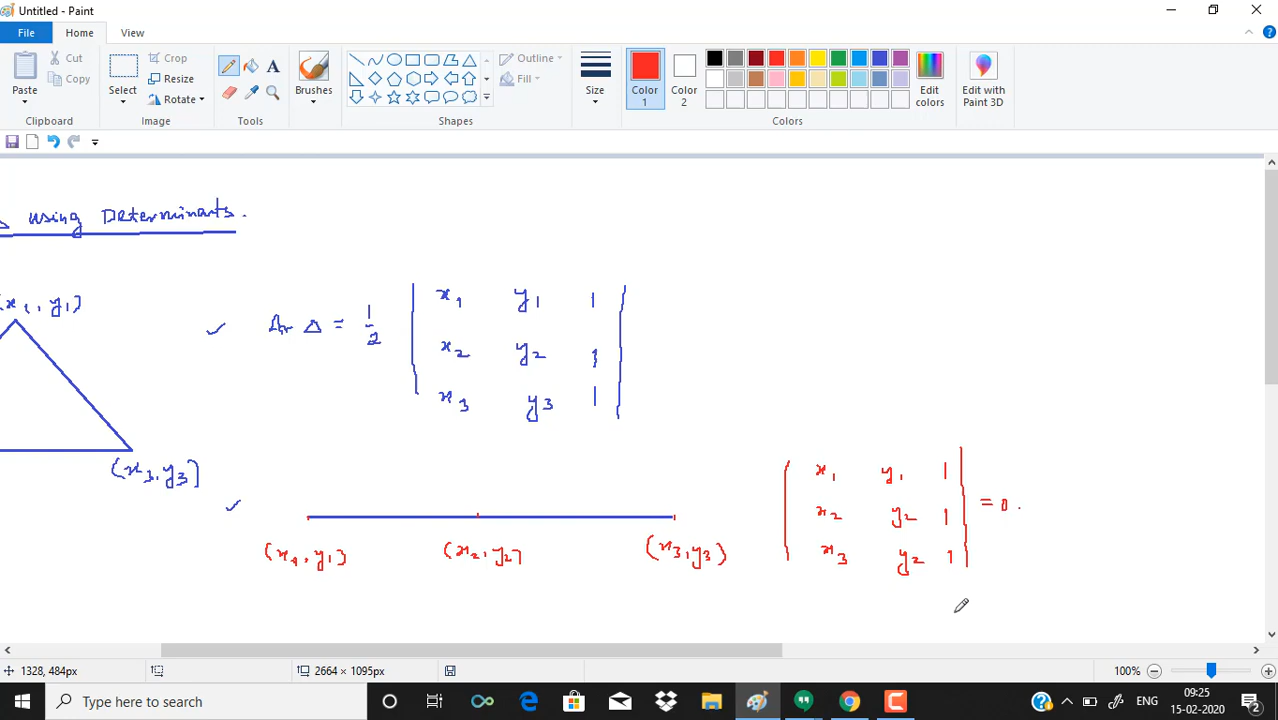 Untitled - Paint
File Home View
Paste
Cut
Copy
Clipboard
Select
Crop
Resize
Rotate
Image
Tools
Brushes
Shapes
Outline
Fill
Size
Color 1
Color 2
Edit colors
Edit with Paint 3D
Colors
Δ using Determinants.
(x1, y1)
(x3, y3)
Ar Δ = 1/2 | x1 y1 1
x2 y2 1
x3 y3 1 |
(x1, y1) (x2, y2) (x3, y3)
| x1 y1 1
x2 y2 1 | = 0.
x3 y2 1
1328, 484px
2664 × 1095px
100%
Type here to search
ENG
09:25
15-02-2020
2